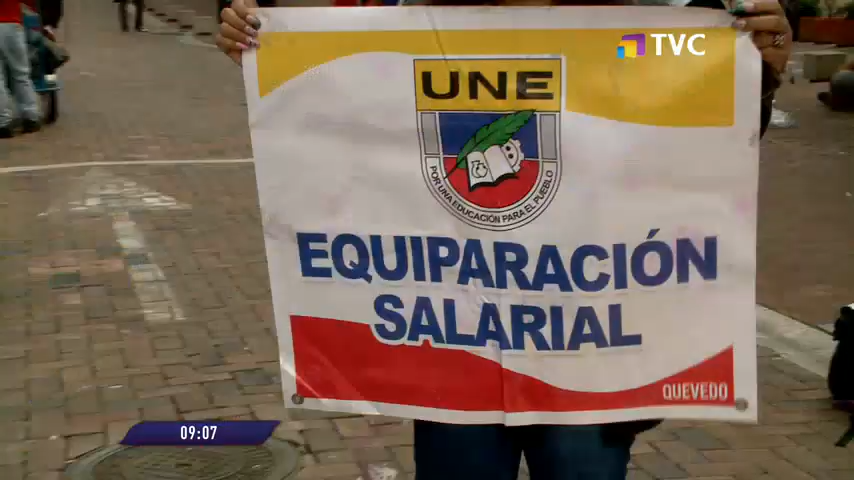 TVC
UNE
POR UNA EDUCACIÓN PARA EL PUEBLO
EQUIPARACIÓN
SALARIAL
QUEVEDO
09:07